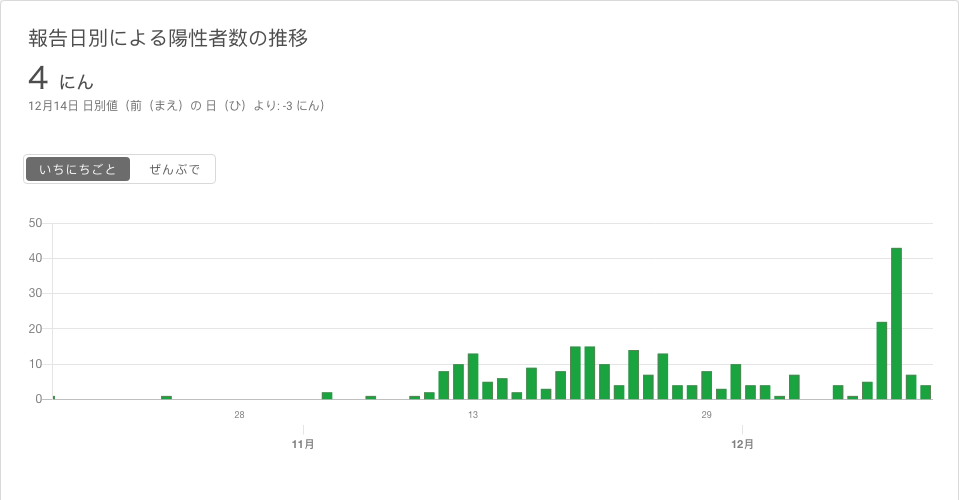 報告日別による陽性者数の推移
4 にん
12月14日 日別値（前（まえ）の 日（ひ）より: -3 にん）
いちにちごと ぜんぶで
50
40
30
20
10
0
28 13 29
11月 12月